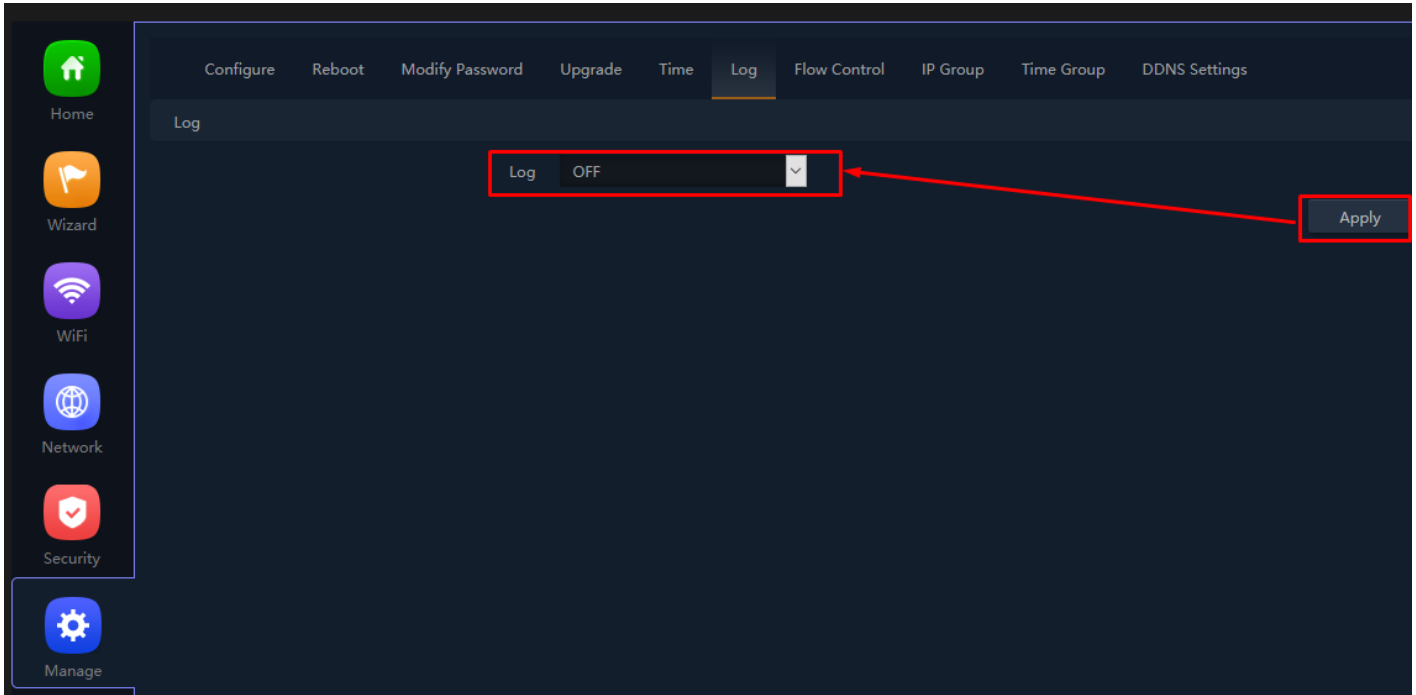 Home
Wizard
WiFi
Network
Security
Manage
Configure Reboot Modify Password Upgrade Time Log Flow Control IP Group Time Group DDNS Settings
Log
Log OFF
Apply